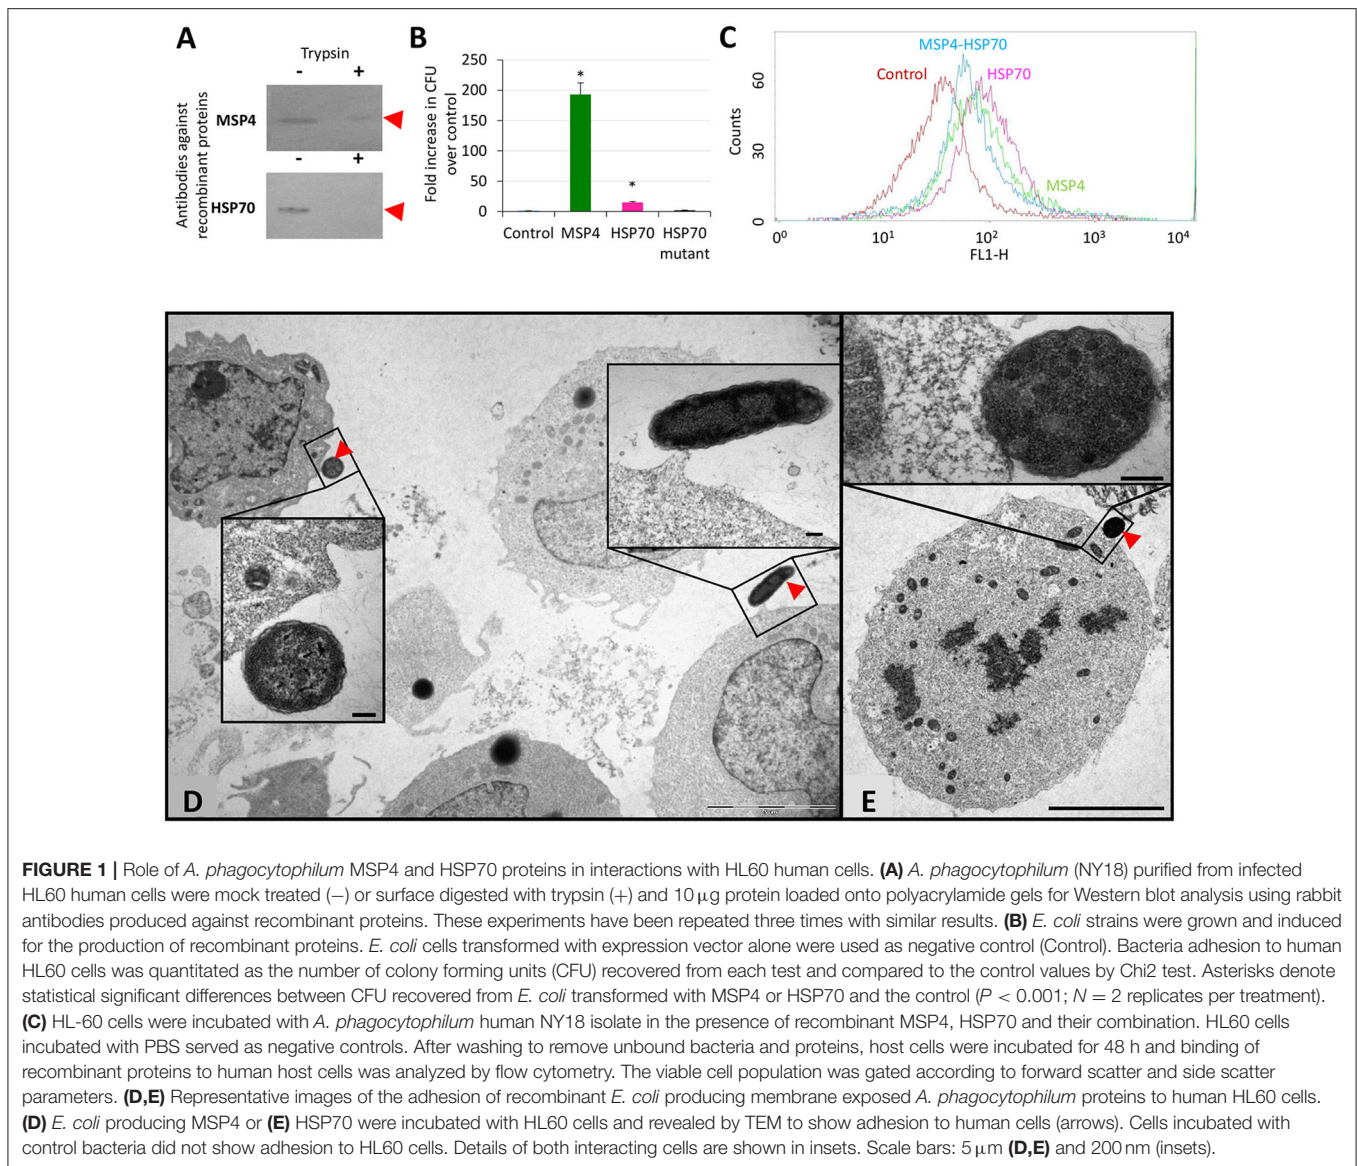 A
B
C
Trypsin
- +
MSP4
- +
HSP70
Antibodies against
recombinant proteins
Fold increase in CFU
over control
250
200
150
100
50
0
*
*
Control MSP4 HSP70 HSP70
mutant
MSP4-HSP70
Control
HSP70
MSP4
Counts
60
30
0
10⁰ 10¹ 10² 10³ 10⁴
FL1-H
D
E
FIGURE 1 | Role of A. phagocytophilum MSP4 and HSP70 proteins in interactions with HL60 human cells. (A) A. phagocytophilum (NY18) purified from infected
HL60 human cells were mock treated (−) or surface digested with trypsin (+) and 10 µg protein loaded onto polyacrylamide gels for Western blot analysis using rabbit
antibodies produced against recombinant proteins. These experiments have been repeated three times with similar results. (B) E. coli strains were grown and induced
for the production of recombinant proteins. E. coli cells transformed with expression vector alone were used as negative control (Control). Bacteria adhesion to human
HL60 cells was quantitated as the number of colony forming units (CFU) recovered from each test and compared to the control values by Chi2 test. Asterisks denote
statistical significant differences between CFU recovered from E. coli transformed with MSP4 or HSP70 and the control (P < 0.001; N = 2 replicates per treatment).
(C) HL-60 cells were incubated with A. phagocytophilum human NY18 isolate in the presence of recombinant MSP4, HSP70 and their combination. HL60 cells
incubated with PBS served as negative controls. After washing to remove unbound bacteria and proteins, host cells were incubated for 48 h and binding of
recombinant proteins to human host cells was analyzed by flow cytometry. The viable cell population was gated according to forward scatter and side scatter
parameters. (D,E) Representative images of the adhesion of recombinant E. coli producing membrane exposed A. phagocytophilum proteins to human HL60 cells.
(D) E. coli producing MSP4 or (E) HSP70 were incubated with HL60 cells and revealed by TEM to show adhesion to human cells (arrows). Cells incubated with
control bacteria did not show adhesion to HL60 cells. Details of both interacting cells are shown in insets. Scale bars: 5 µm (D,E) and 200 nm (insets).